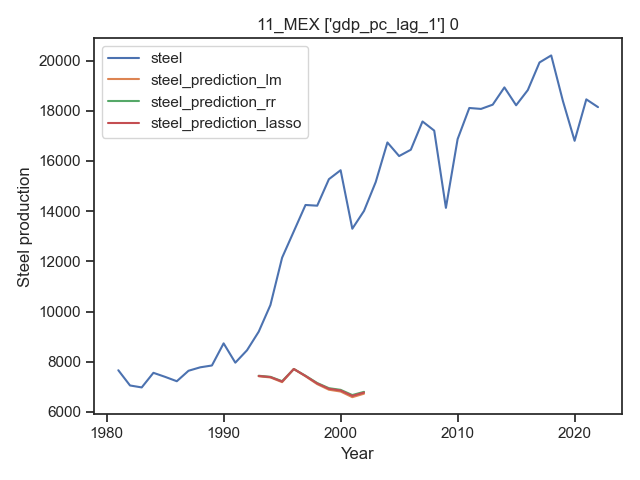 11_MEX ['gdp_pc_lag_1'] 0
steel
steel_prediction_lm
steel_prediction_rr
steel_prediction_lasso
Steel production
20000
18000
16000
14000
12000
10000
8000
6000
1980
1990
2000
2010
2020
Year